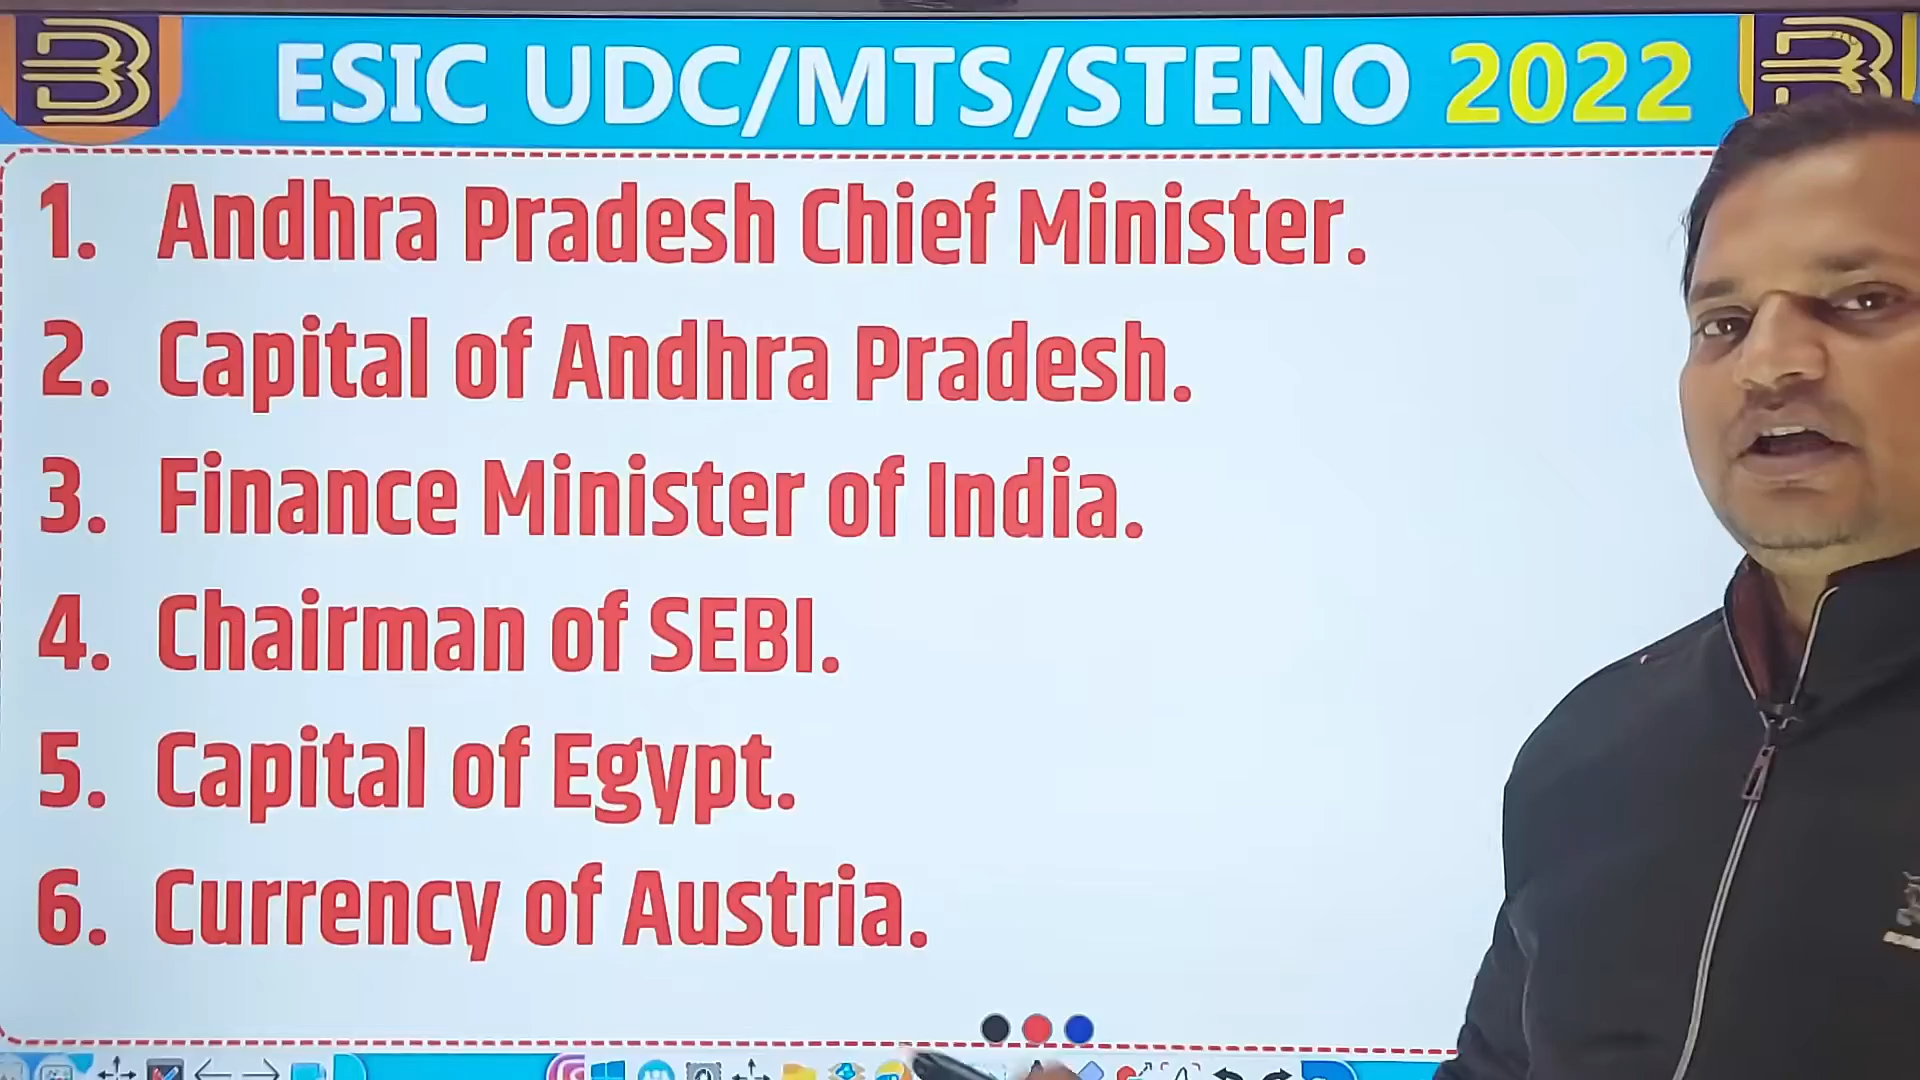 ESIC UDC/MTS/STENO 2022
1. Andhra Pradesh Chief Minister.
2. Capital of Andhra Pradesh.
3. Finance Minister of India.
4. Chairman of SEBI.
5. Capital of Egypt.
6. Currency of Austria.